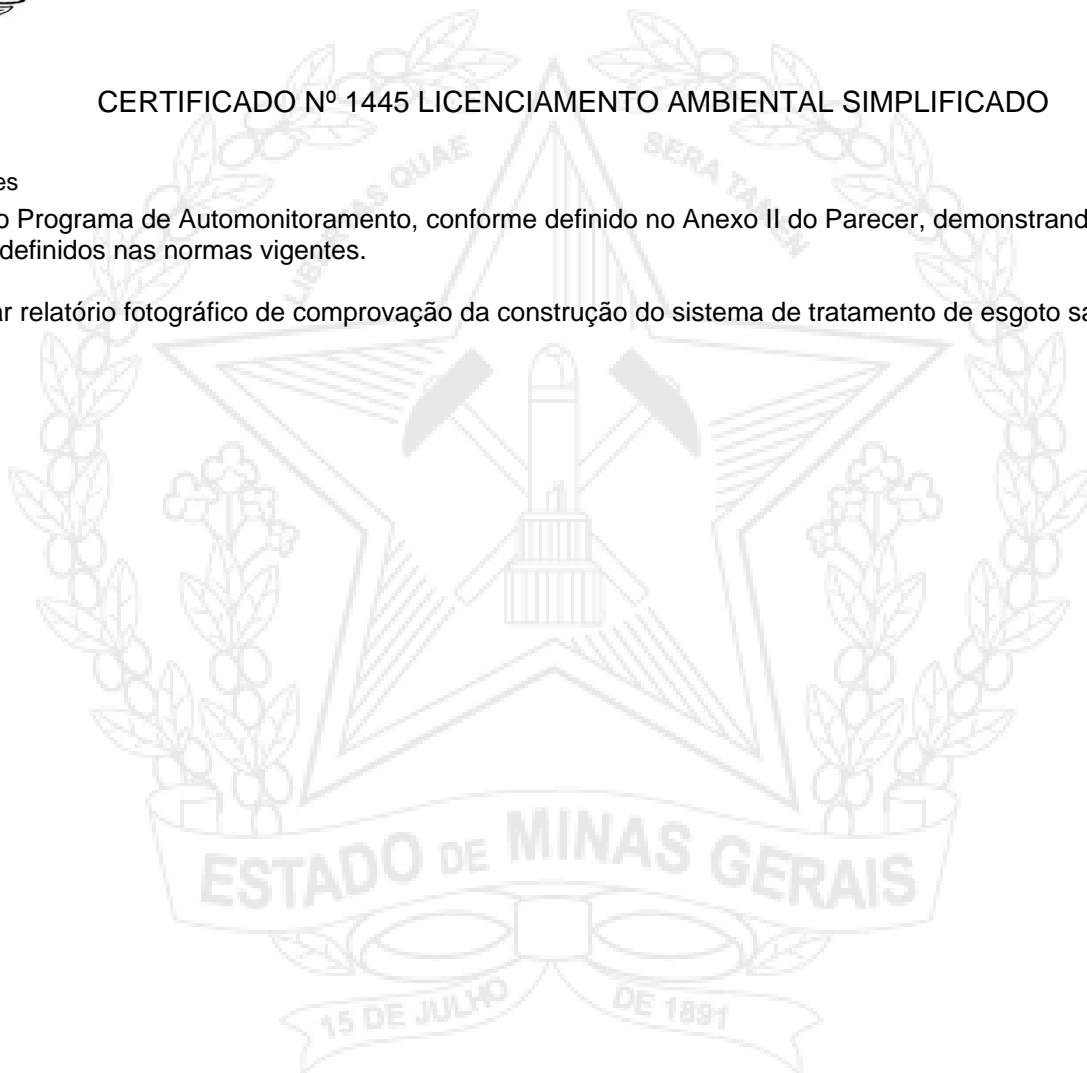 CERTIFICADO Nº 1445 LICENCIAMENTO AMBIENTAL SIMPLIFICADO
LIBERTAS QUAE SERA TAMEN
es
o Programa de Automonitoramento, conforme definido no Anexo II do Parecer, demonstrand
definidos nas normas vigentes.
ar relatório fotográfico de comprovação da construção do sistema de tratamento de esgoto sa
ESTADO DE MINAS GERAIS
15 DE JULHO DE 1891